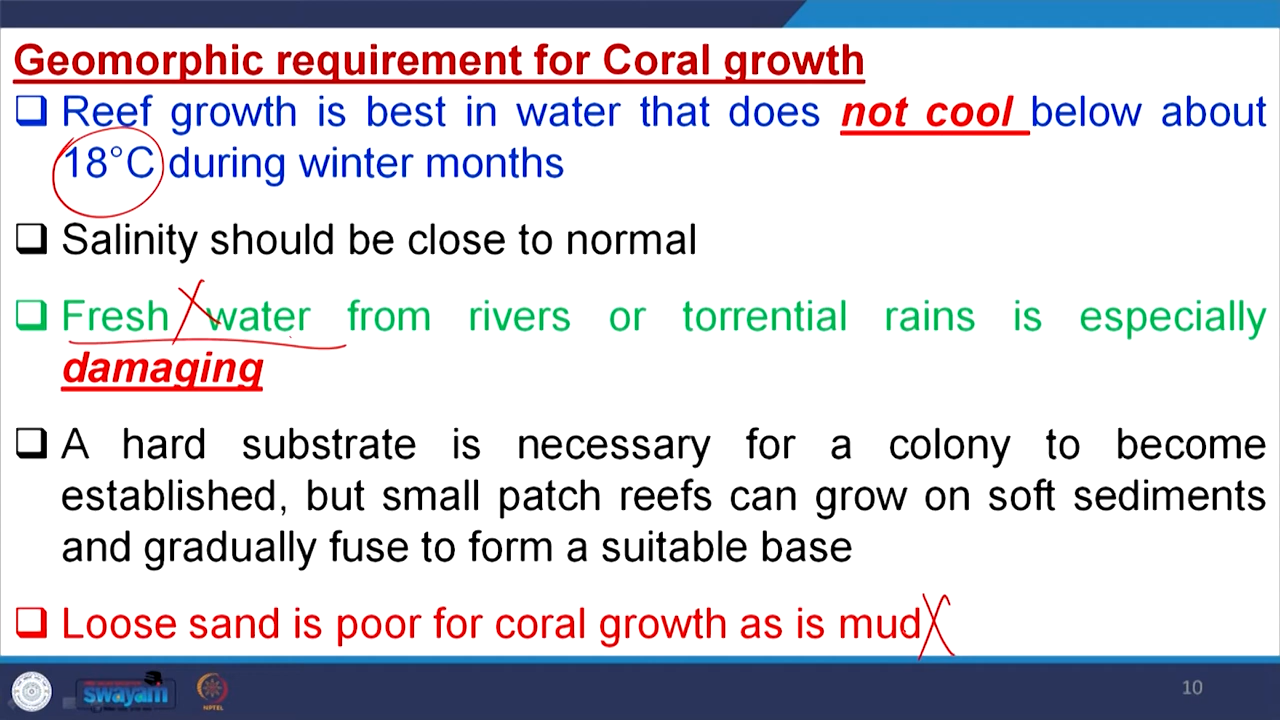 Geomorphic requirement for Coral growth
Reef growth is best in water that does not cool below about
18°C during winter months
Salinity should be close to normal
Fresh water from rivers or torrential rains is especially
damaging
A hard substrate is necessary for a colony to become
established, but small patch reefs can grow on soft sediments
and gradually fuse to form a suitable base
Loose sand is poor for coral growth as is mud
swayam
NPTEL
10